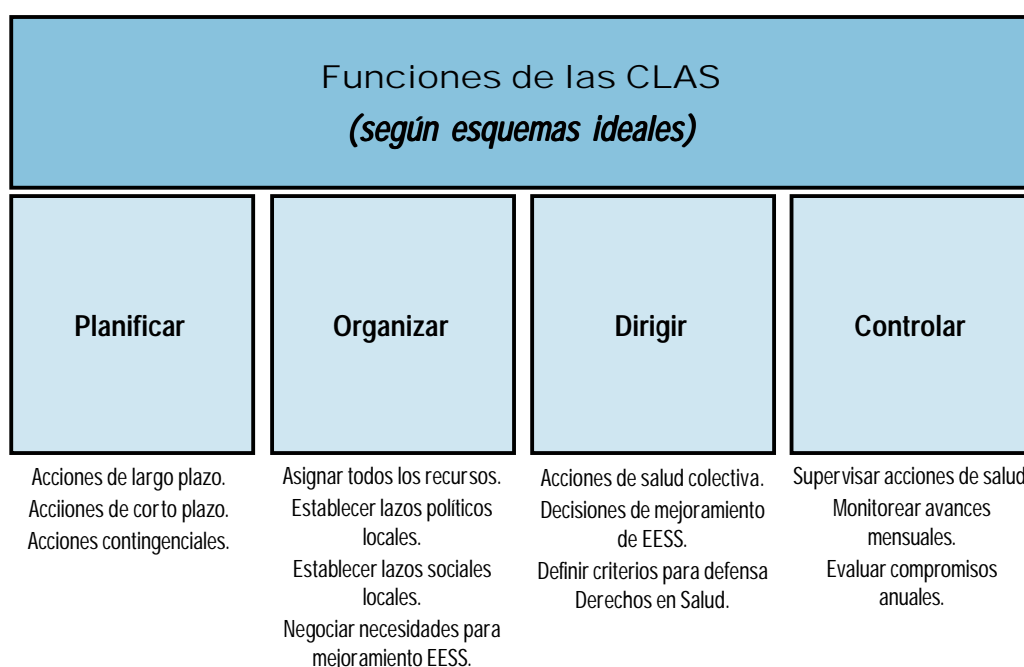 Funciones de las CLAS
(según esquemas ideales)
Planificar
Organizar
Dirigir
Controlar
Acciones de largo plazo.
Acciiones de corto plazo.
Acciones contingenciales.
Asignar todos los recursos.
Establecer lazos políticos
locales.
Establecer lazos sociales
locales.
Negociar necesidades para
mejoramiento EESS.
Acciones de salud colectiva.
Decisiones de mejoramiento
de EESS.
Definir criterios para defensa
Derechos en Salud.
Supervisar acciones de salud
Monitorear avances
mensuales.
Evaluar compromisos
anuales.